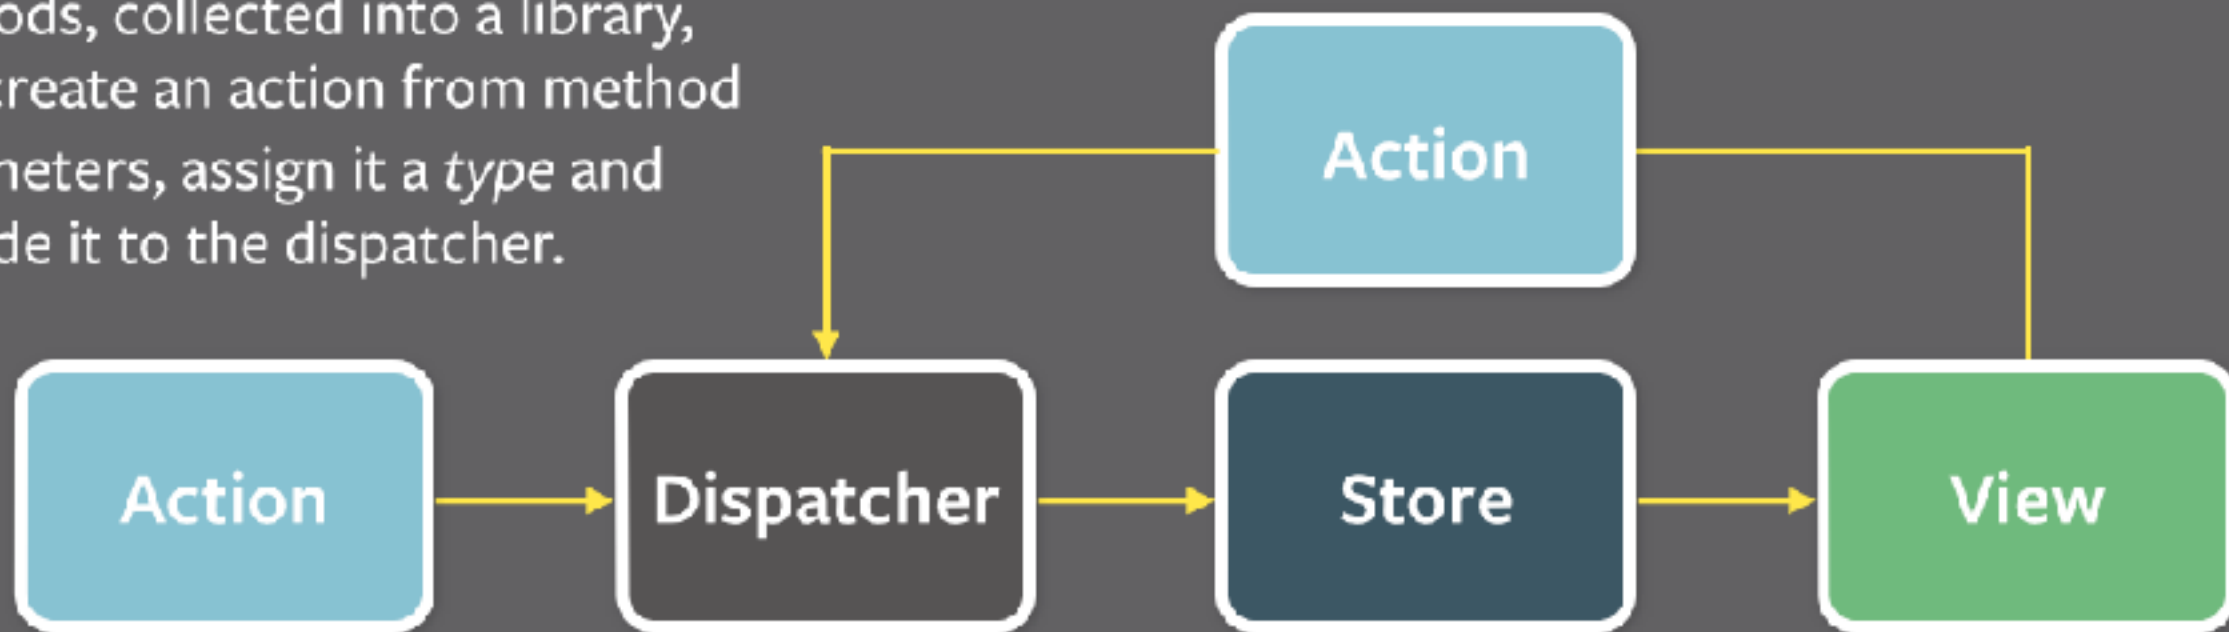 ods, collected into a library,
create an action from method
neters, assign it a type and
de it to the dispatcher.
Action
Action
Dispatcher
Store
View